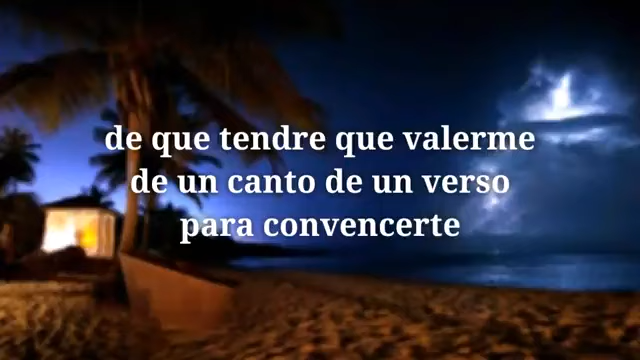 de que tendre que valerme
de un canto de un verso
para convencerte